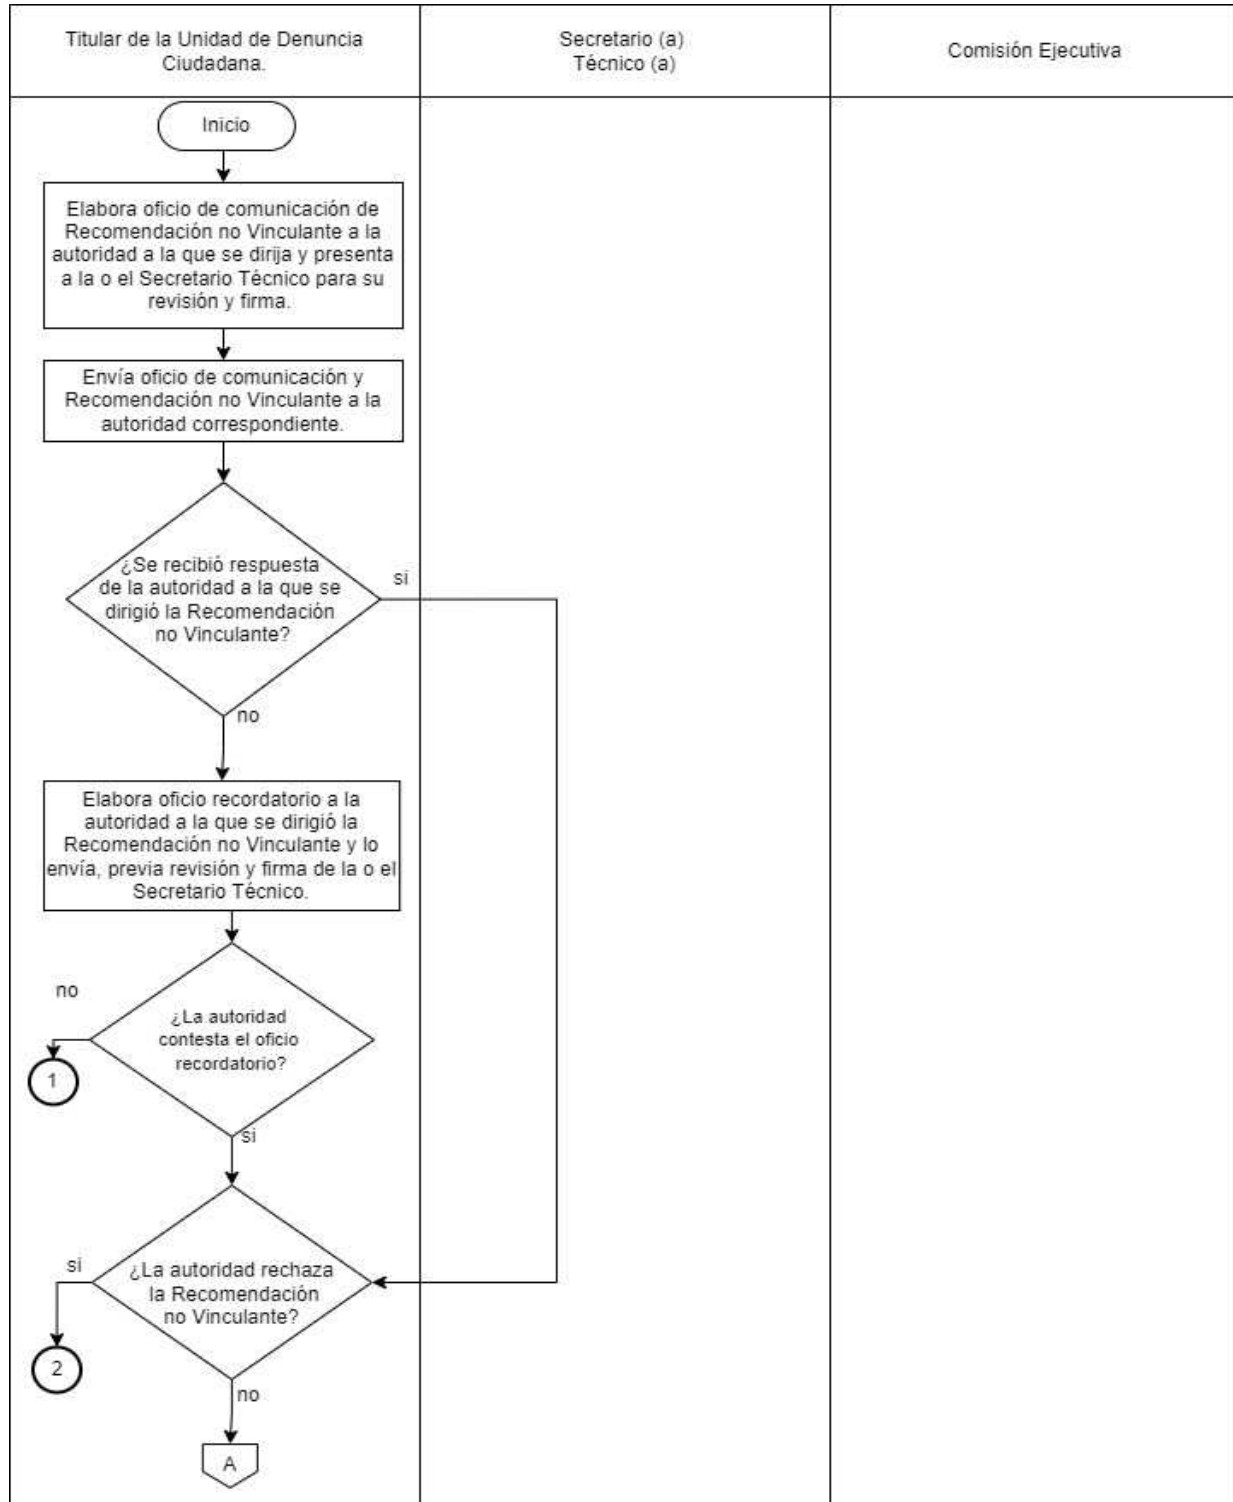 Titular de la Unidad de Denuncia
Ciudadana.
Secretario (a)
Técnico (a)
Comisión Ejecutiva
Inicio
Elabora oficio de comunicación de
Recomendación no Vinculante a la
autoridad a la que se dirija y presenta
a la o el Secretario Técnico para su
revisión y firma.
Envía oficio de comunicación y
Recomendación no Vinculante a la
autoridad correspondiente.
¿Se recibió respuesta
de la autoridad a la que se
dirigió la Recomendación
no Vinculante?
si
no
Elabora oficio recordatorio a la
autoridad a la que se dirigió la
Recomendación no Vinculante y lo
envía, previa revisión y firma de la o el
Secretario Técnico.
no
¿La autoridad
contesta el oficio
recordatorio?
1
si
si
¿La autoridad rechaza
la Recomendación
no Vinculante?
2
no
A